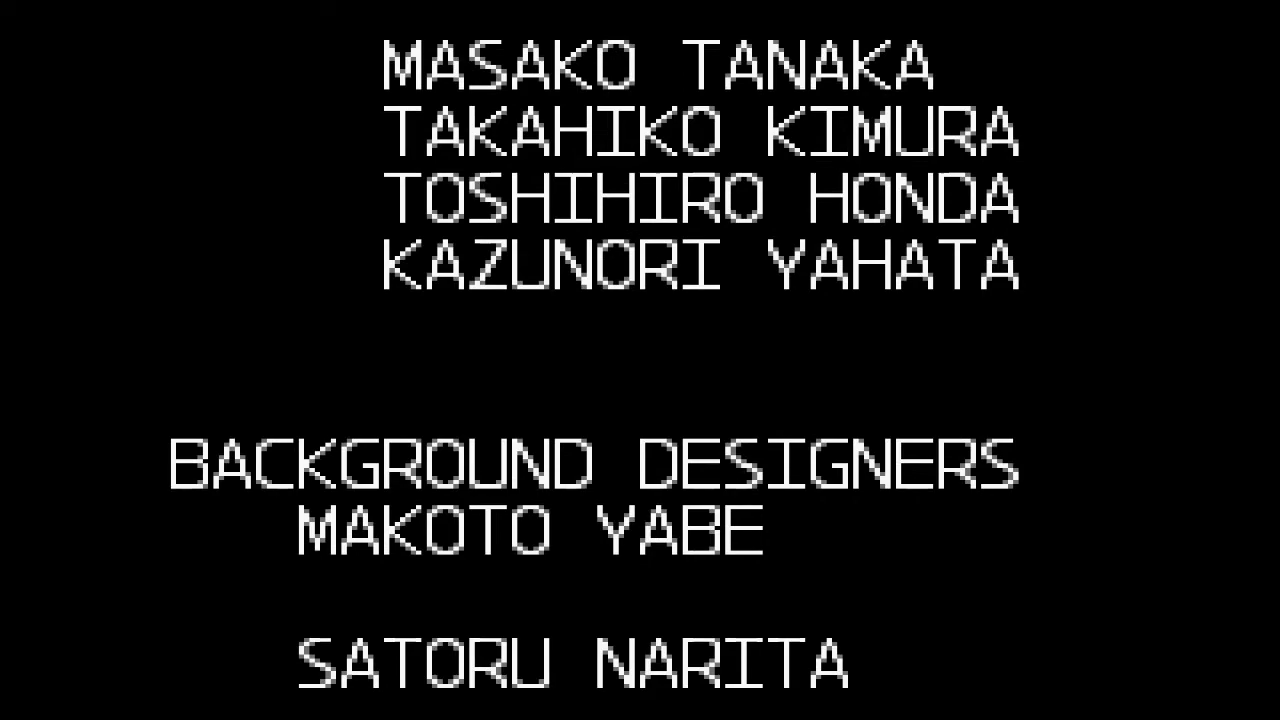 MASAKO TANAKA
TAKAHIKO KIMURA
TOSHIHIRO HONDA
KAZUNORI YAHATA
BACKGROUND DESIGNERS
MAKOTO YABE
SATORU NARITA